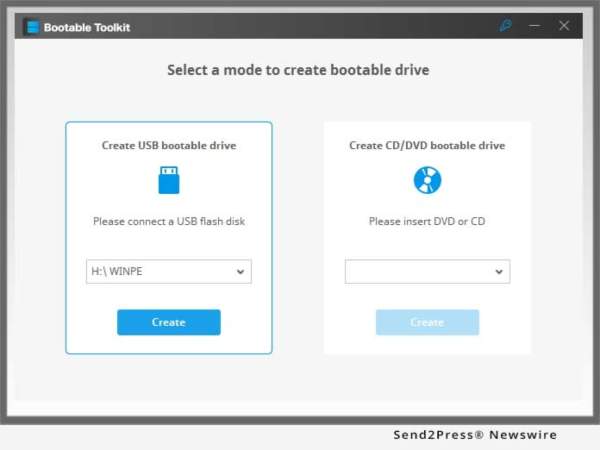 Bootable Toolkit
Select a mode to create bootable drive
Create USB bootable drive
Please connect a USB flash disk
H:\ WINPE
Create
Create CD/DVD bootable drive
Please insert DVD or CD
Create
Send2Press® Newswire